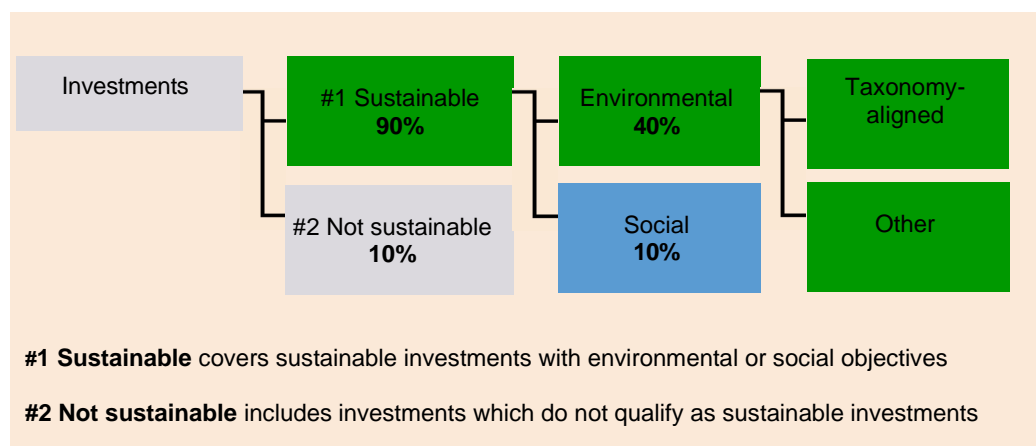 Investments
#1 Sustainable
90%
#2 Not sustainable
10%
Environmental
40%
Social
10%
Taxonomy-
aligned
Other
#1 Sustainable covers sustainable investments with environmental or social objectives
#2 Not sustainable includes investments which do not qualify as sustainable investments